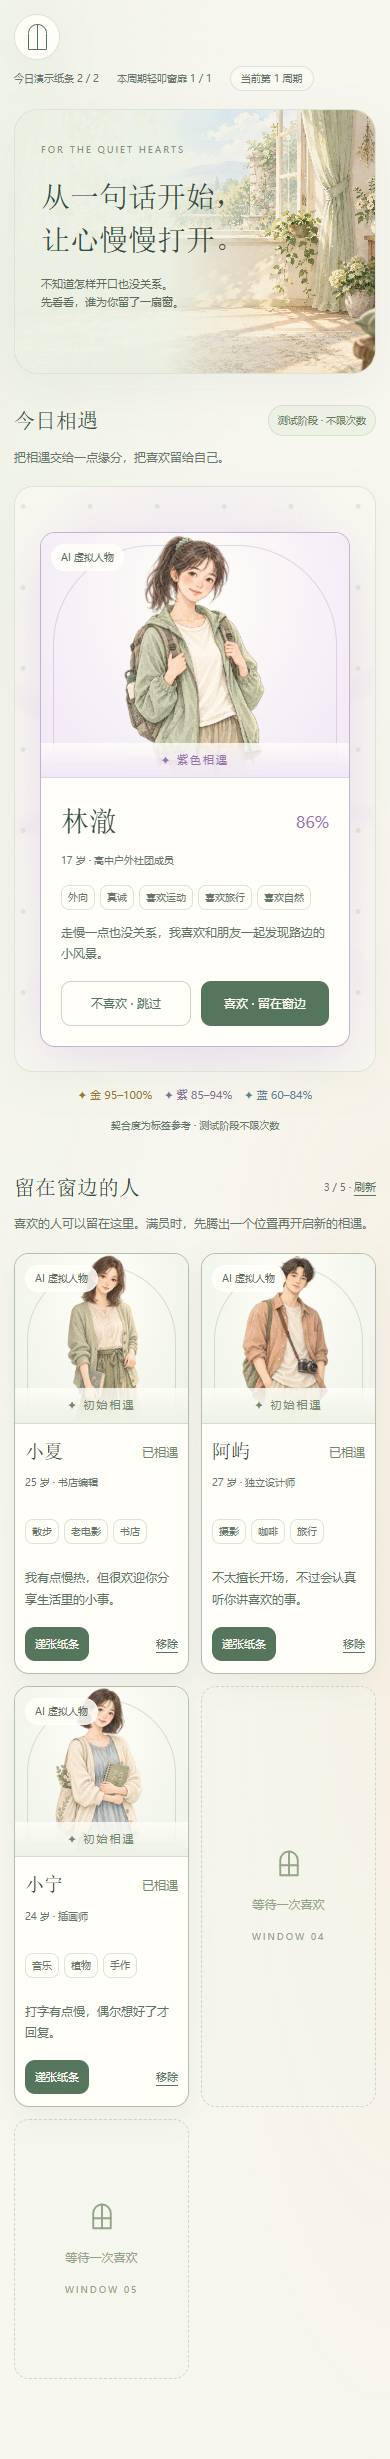 今日演示纸条 2 / 2 本周期轻叩窗扉 1 / 1 当前第 1 周期
FOR THE QUIET HEARTS
从一句话开始，
让心慢慢打开。
不知道怎样开口也没关系。
先看看，谁为你留了一扇窗。
今日相遇
测试阶段 · 不限次数
把相遇交给一点缘分，把喜欢留给自己。
AI 虚拟人物
✦ 紫色相遇
林澈
86%
17 岁 · 高中户外社团成员
外向 真诚 喜欢运动 喜欢旅行 喜欢自然
走慢一点也没关系，我喜欢和朋友一起发现路边的
小风景。
不喜欢 · 跳过
喜欢 · 留在窗边
✦ 金 95–100% ✦ 紫 85–94% ✦ 蓝 60–84%
契合度为标签参考 · 测试阶段不限次数
留在窗边的人
3 / 5 · 刷新
喜欢的人可以留在这里。满员时，先腾出一个位置再开启新的相遇。
AI 虚拟人物
✦ 初始相遇
小夏
已相遇
25 岁 · 书店编辑
散步 老电影 书店
我有点慢热，但很欢迎你分
享生活里的小事。
递张纸条
移除
AI 虚拟人物
✦ 初始相遇
阿屿
已相遇
27 岁 · 独立设计师
摄影 咖啡 旅行
不太擅长开场，不过会认真
听你讲喜欢的事。
递张纸条
移除
AI 虚拟人物
✦ 初始相遇
小宁
已相遇
24 岁 · 插画师
音乐 植物 手作
打字有点慢，偶尔想好了才
回复。
递张纸条
移除
等待一次喜欢
WINDOW 04
等待一次喜欢
WINDOW 05